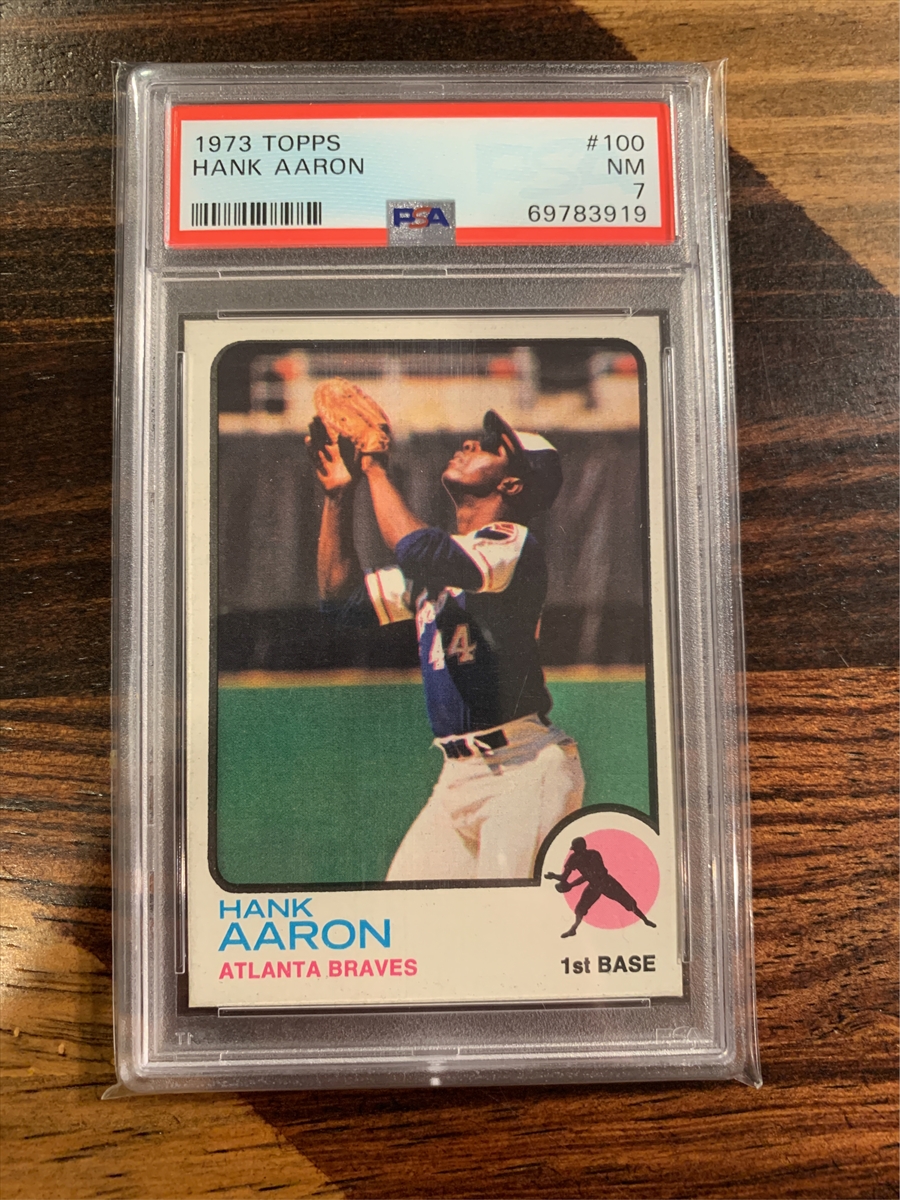 1973 TOPPS #100
HANK AARON NM
7
PSA 69783919
44
HANK
AARON
ATLANTA BRAVES 1st BASE